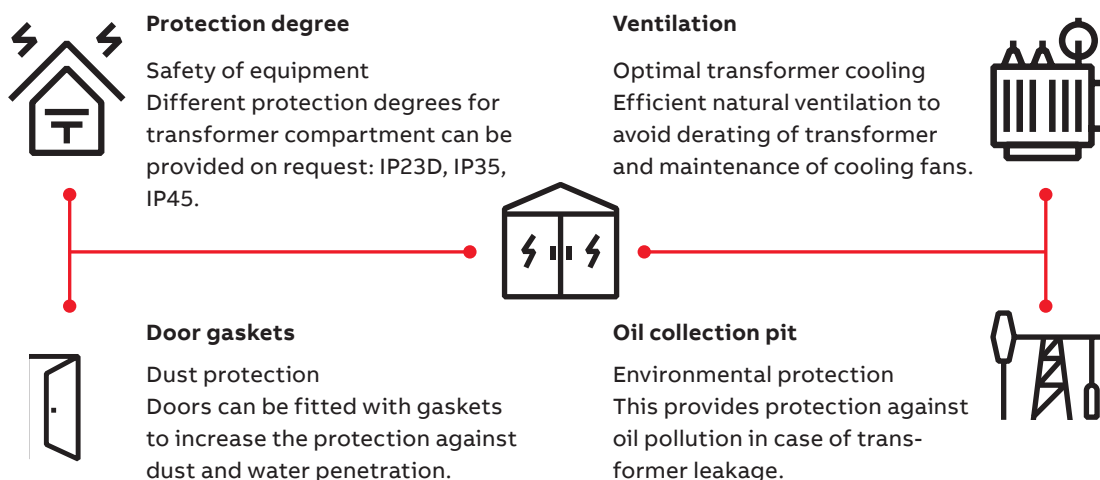 Protection degree
Safety of equipment
Different protection degrees for
transformer compartment can be
provided on request: IP23D, IP35,
IP45.
Ventilation
Optimal transformer cooling
Efficient natural ventilation to
avoid derating of transformer
and maintenance of cooling fans.
Door gaskets
Dust protection
Doors can be fitted with gaskets
to increase the protection against
dust and water penetration.
Oil collection pit
Environmental protection
This provides protection against
oil pollution in case of trans-
former leakage.